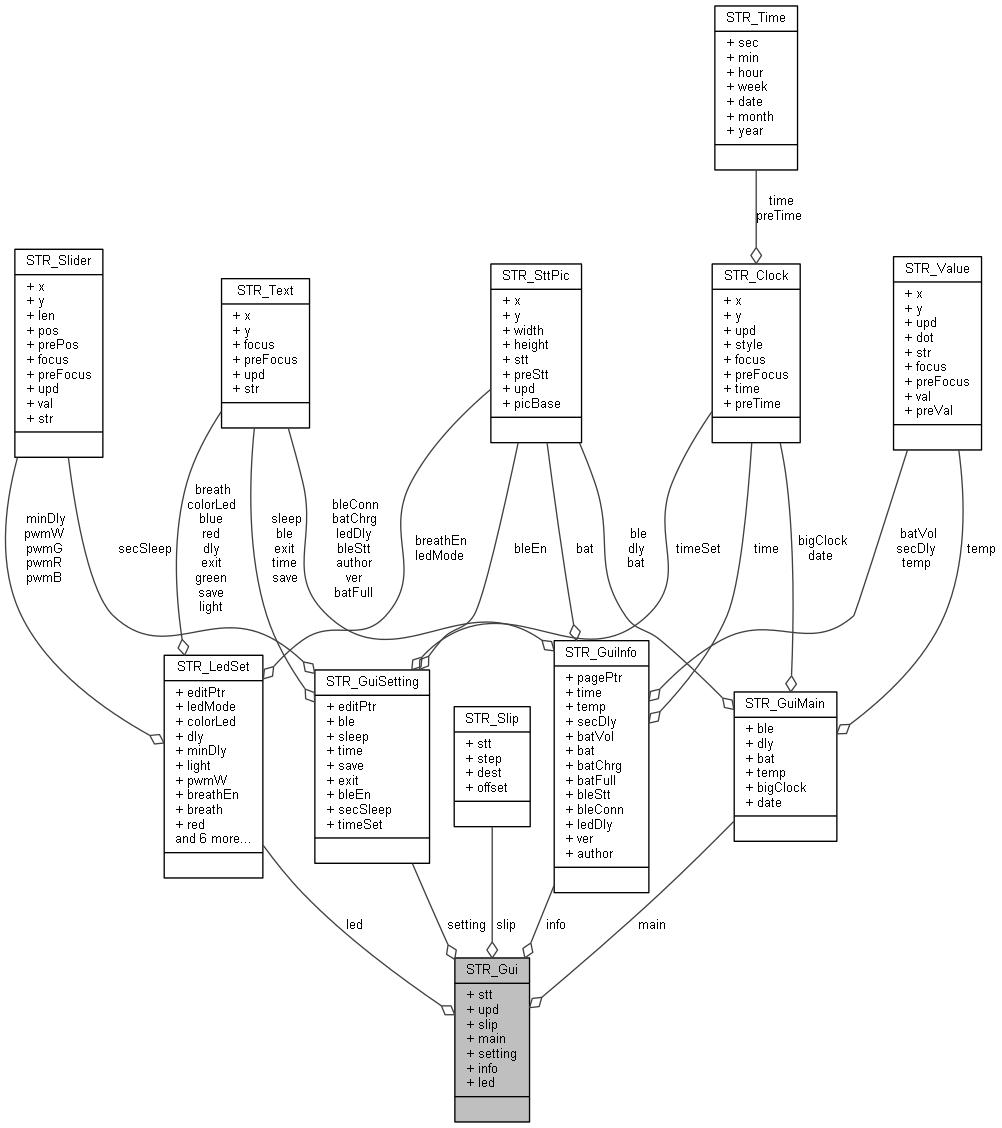 STR_Time
+ sec
+ min
+ hour
+ week
+ date
+ month
+ year
time
preTime
STR_Slider
+ x
+ y
+ len
+ pos
+ prePos
+ focus
+ preFocus
+ upd
+ val
+ str
STR_Text
+ x
+ y
+ focus
+ preFocus
+ upd
+ str
STR_SttPic
+ x
+ y
+ width
+ height
+ stt
+ preStt
+ upd
+ picBase
STR_Clock
+ x
+ y
+ upd
+ style
+ focus
+ preFocus
+ time
+ preTime
STR_Value
+ x
+ y
+ upd
+ dot
+ str
+ focus
+ preFocus
+ val
+ preVal
minDly
pwmW
pwmG
pwmR
pwmB
secSleep
breath
colorLed
blue
red
dly
exit
green
save
light
sleep
ble
exit
time
save
bleConn
batChrg
ledDly
bleStt
author
ver
batFull
breathEn
ledMode
bleEn
bat
ble
dly
bat
timeSet
time
bigClock
date
batVol
secDly
temp
temp
STR_LedSet
+ editPtr
+ ledMode
+ colorLed
+ dly
+ minDly
+ light
+ pwmW
+ breathEn
+ breath
+ red
and 6 more...
STR_GuiSetting
+ editPtr
+ ble
+ sleep
+ time
+ save
+ exit
+ bleEn
+ secSleep
+ timeSet
STR_Slip
+ stt
+ step
+ dest
+ offset
STR_GuiInfo
+ pagePtr
+ time
+ temp
+ secDly
+ batVol
+ bat
+ batChrg
+ batFull
+ bleStt
+ bleConn
+ ledDly
+ ver
+ author
STR_GuiMain
+ ble
+ dly
+ bat
+ temp
+ bigClock
+ date
led
setting
slip
info
main
STR_Gui
+ stt
+ upd
+ slip
+ main
+ setting
+ info
+ led